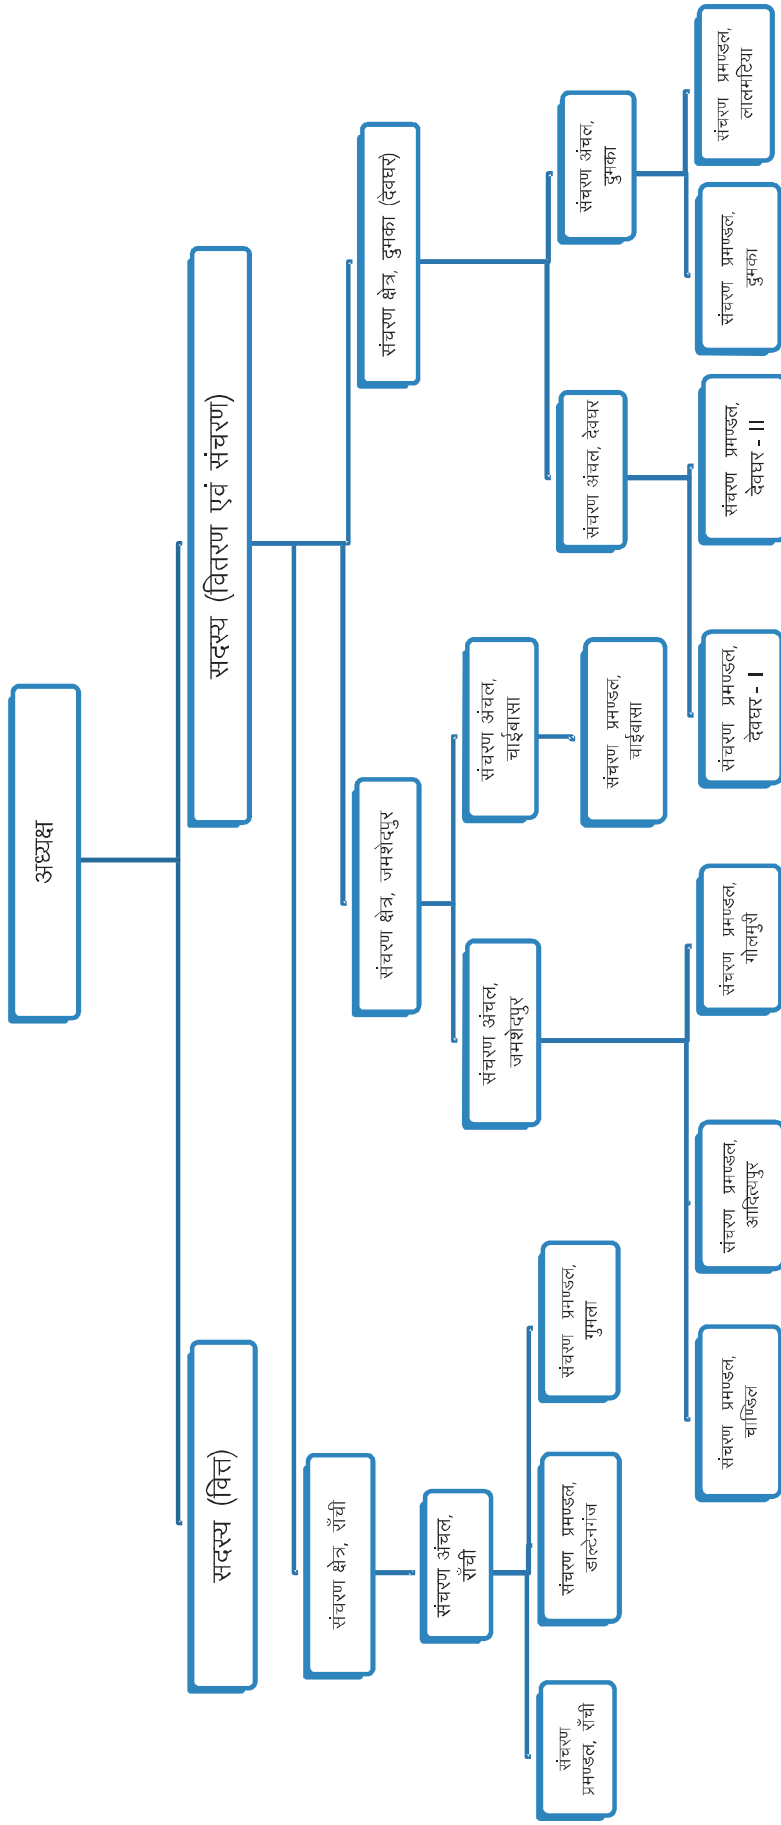 अध्यक्ष
सदस्य (वित्त)
सदस्य (वितरण एवं संचरण)
संचरण क्षेत्र, राँची
संचरण क्षेत्र, जमशेदपुर
संचरण क्षेत्र, दुमका (देवघर)
संचरण अंचल,
राँची
संचरण अंचल,
जमशेदपुर
संचरण अंचल,
चाईबासा
संचरण अंचल, देवघर
संचरण अंचल,
दुमका
संचरण
प्रमण्डल, राँची
संचरण प्रमण्डल,
डाल्टेनगंज
संचरण प्रमण्डल,
गुमला
संचरण प्रमण्डल,
चाईबासा
संचरण प्रमण्डल,
चाण्डिल
संचरण प्रमण्डल,
आदित्यपुर
संचरण प्रमण्डल,
गोलमुरी
संचरण प्रमण्डल,
देवघर - I
संचरण प्रमण्डल,
देवघर - II
संचरण प्रमण्डल,
दुमका
संचरण प्रमण्डल,
लालमटिया